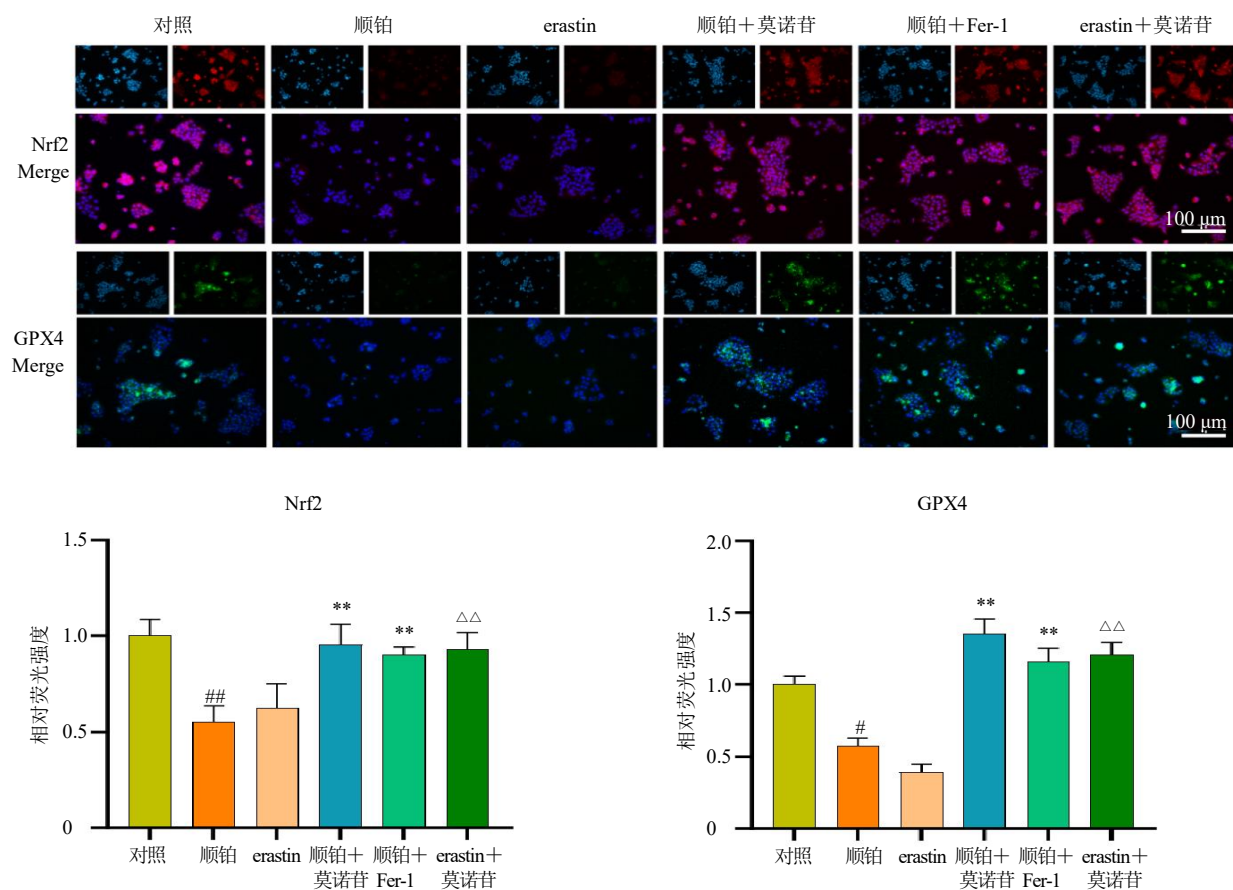 对照 顺铂 erastin 顺铂＋莫诺苷 顺铂＋Fer-1 erastin＋莫诺苷
Nrf2
Merge
100 μm
GPX4
Merge
100 μm
Nrf2
1.5
1.0
0.5
0
相对荧光强度
##
**
**
△△
对照 顺铂 erastin 顺铂＋ 顺铂＋ erastin＋
莫诺苷 Fer-1 莫诺苷
GPX4
2.0
1.5
1.0
0.5
0
相对荧光强度
#
**
**
△△
对照 顺铂 erastin 顺铂＋ 顺铂＋ erastin＋
莫诺苷 Fer-1 莫诺苷